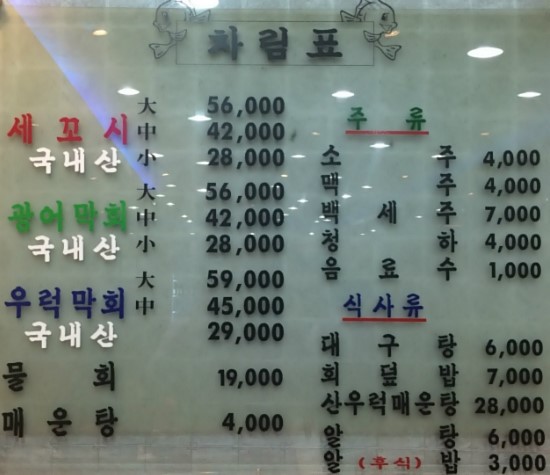 차림표
세꼬시 大 56,000
中 42,000
국내산 小 28,000
광어막회 大 56,000
中 42,000
국내산 小 28,000
우럭막회 大 59,000
中 45,000
국내산 29,000
물회 19,000
매운탕 4,000
주류
소주 4,000
맥주 4,000
백세주 7,000
청하 4,000
음료수 1,000
식사류
대구탕 6,000
회덮밥 7,000
산우럭매운탕 28,000
알탕 6,000
알(후식)밥 3,000